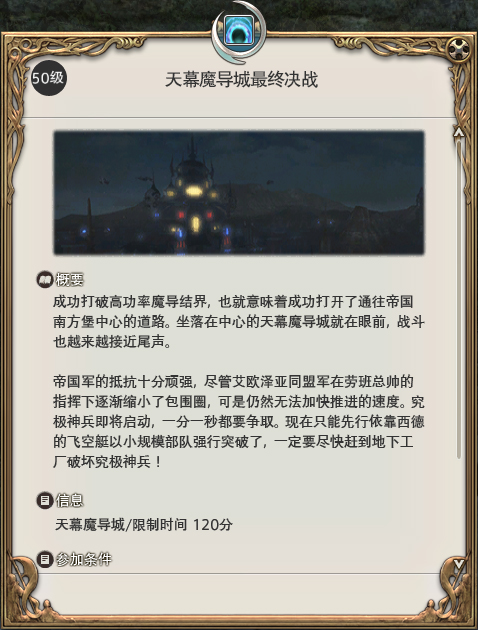 50级
天幕魔导城最终决战
概要
成功打破高功率魔导结界，也就意味着成功打开了通往帝国
南方堡中心的道路。坐落在中心的天幕魔导城就在眼前，战斗
也越来越接近尾声。
帝国军的抵抗十分顽强，尽管艾欧泽亚同盟军在劳班总帅的
指挥下逐渐缩小了包围圈，可是仍然无法加快推进的速度。究
极神兵即将启动，一分一秒都要争取。现在只能先行依靠西德
的飞空艇以小规模部队强行突破了，一定要尽快赶到地下工
厂破坏究极神兵！
信息
天幕魔导城/限制时间 120分
参加条件